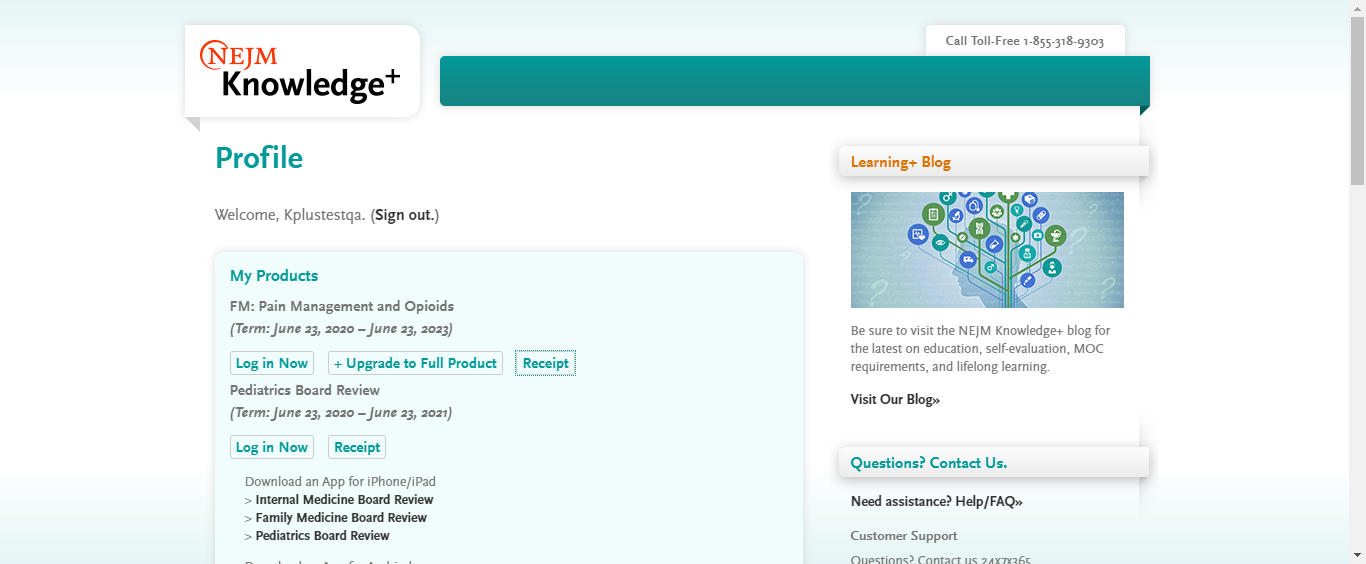 NEJM
Knowledge+
Call Toll-Free 1-855-318-9303
Profile
Welcome, Kplustestqa. (Sign out.)
My Products
FM: Pain Management and Opioids
(Term: June 23, 2020 – June 23, 2023)
Log in Now + Upgrade to Full Product Receipt
Pediatrics Board Review
(Term: June 23, 2020 – June 23, 2021)
Log in Now Receipt
Download an App for iPhone/iPad
> Internal Medicine Board Review
> Family Medicine Board Review
> Pediatrics Board Review
Learning+ Blog
Be sure to visit the NEJM Knowledge+ blog for
the latest on education, self-evaluation, MOC
requirements, and lifelong learning.
Visit Our Blog»
Questions? Contact Us.
Need assistance? Help/FAQ»
Customer Support
Questions? Contact us 24x7x365